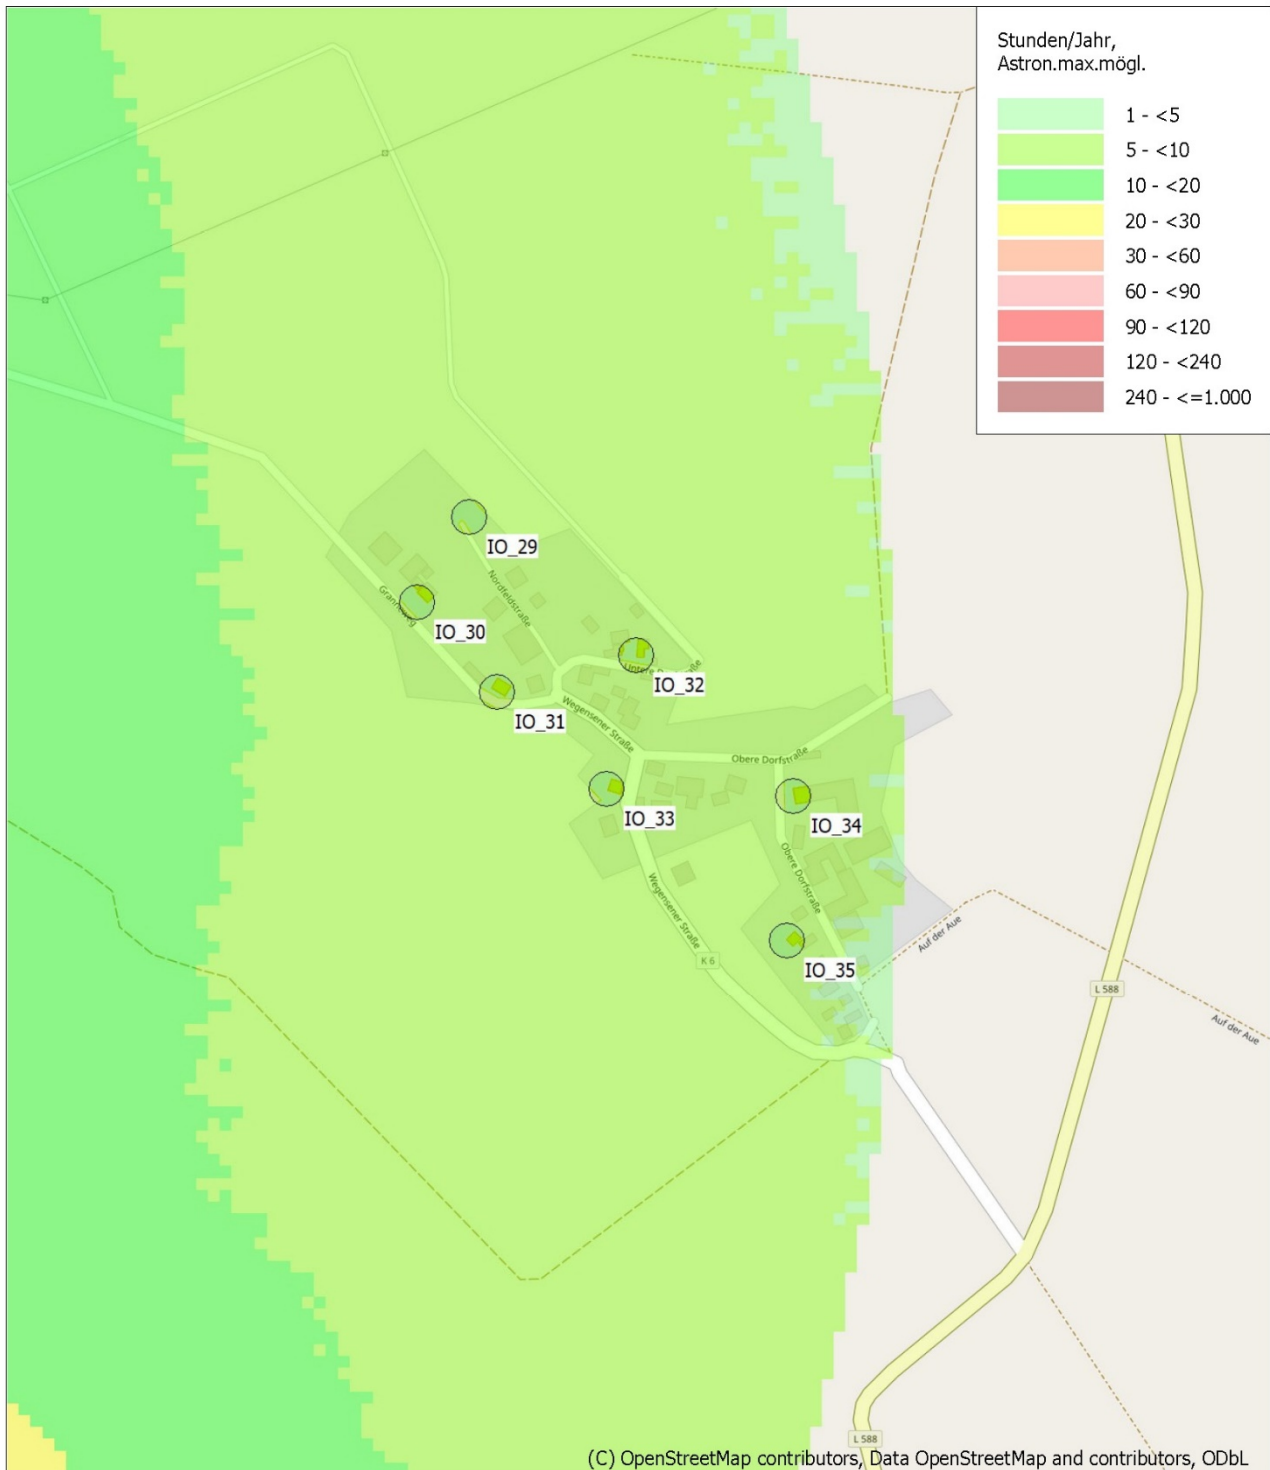 Stunden/Jahr,
Astron.max.mögl.
1 - <5
5 - <10
10 - <20
20 - <30
30 - <60
60 - <90
90 - <120
120 - <240
240 - <=1.000
IO_29
Nordfeldstraße
IO_30
IO_32
IO_31
Wegensener Straße
Obere Dorfstraße
IO_33
IO_34
Obere Dorfstraße
Wegensener Straße
Auf der Aue
K 6
IO_35
L 588
Auf der Aue
L 588
(C) OpenStreetMap contributors, Data OpenStreetMap and contributors, ODbL